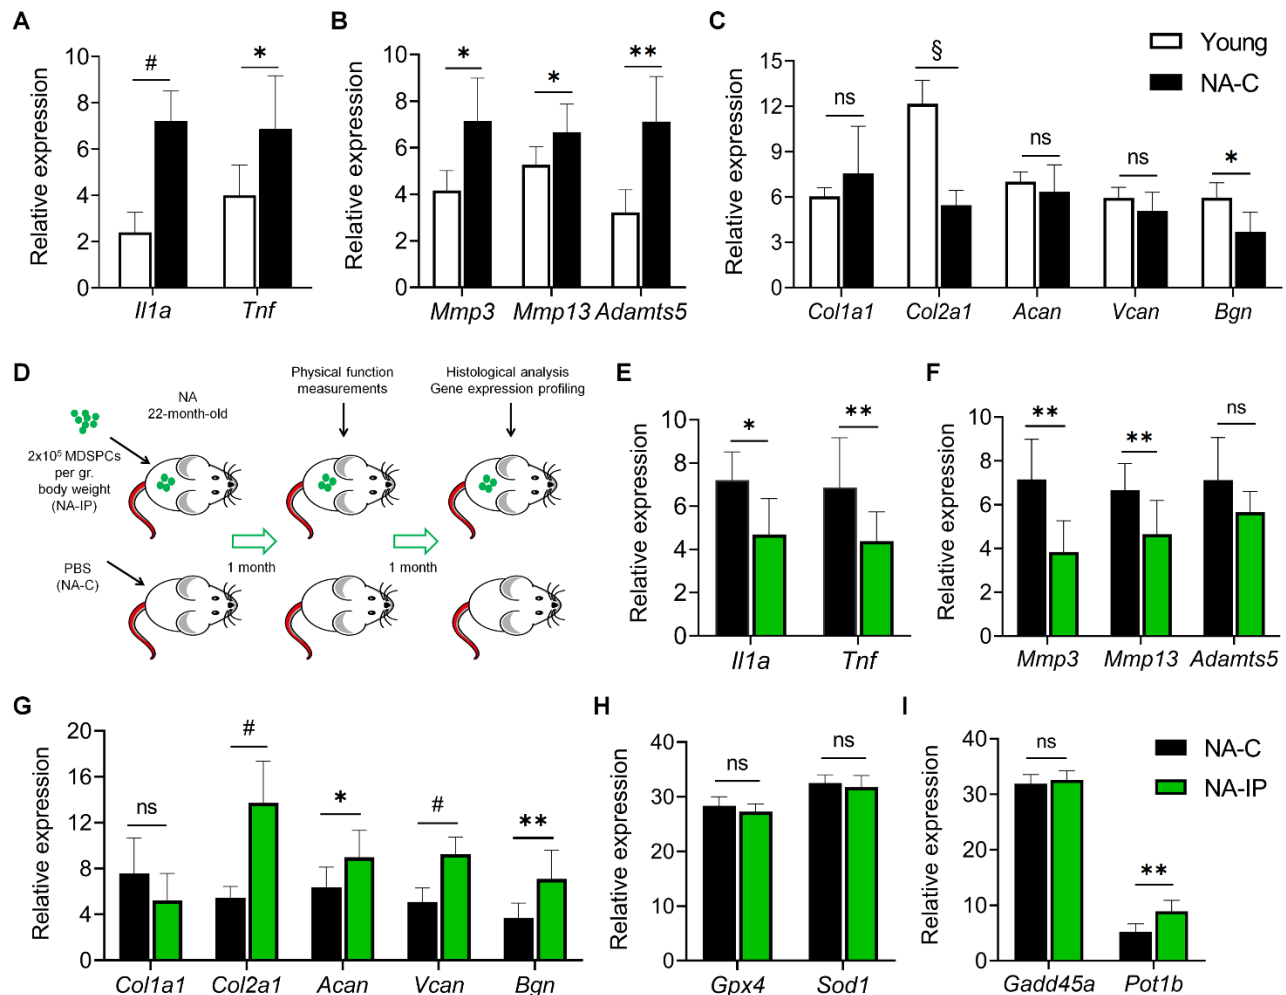 A
Relative expression
10
8
6
4
2
0
#
*
Il1a Tnf
B
Relative expression
10
8
6
4
2
0
*
*
**
Mmp3 Mmp13 Adamts5
C
Relative expression
15
12
9
6
3
0
ns
§
ns
ns
*
Col1a1 Col2a1 Acan Vcan Bgn
Young
NA-C
D
NA
22-month-old
2x10⁵ MDSPCs
per gr.
body weight
(NA-IP)
PBS
(NA-C)
1 month
Physical function
measurements
1 month
Histological analysis
Gene expression profiling
E
Relative expression
10
8
6
4
2
0
*
**
Il1a Tnf
F
Relative expression
10
8
6
4
2
0
**
**
ns
Mmp3 Mmp13 Adamts5
G
Relative expression
20
16
12
8
4
0
ns
#
*
#
**
Col1a1 Col2a1 Acan Vcan Bgn
H
Relative expression
40
30
20
10
0
ns
ns
Gpx4 Sod1
I
Relative expression
40
30
20
10
0
ns
**
Gadd45a Pot1b
NA-C
NA-IP